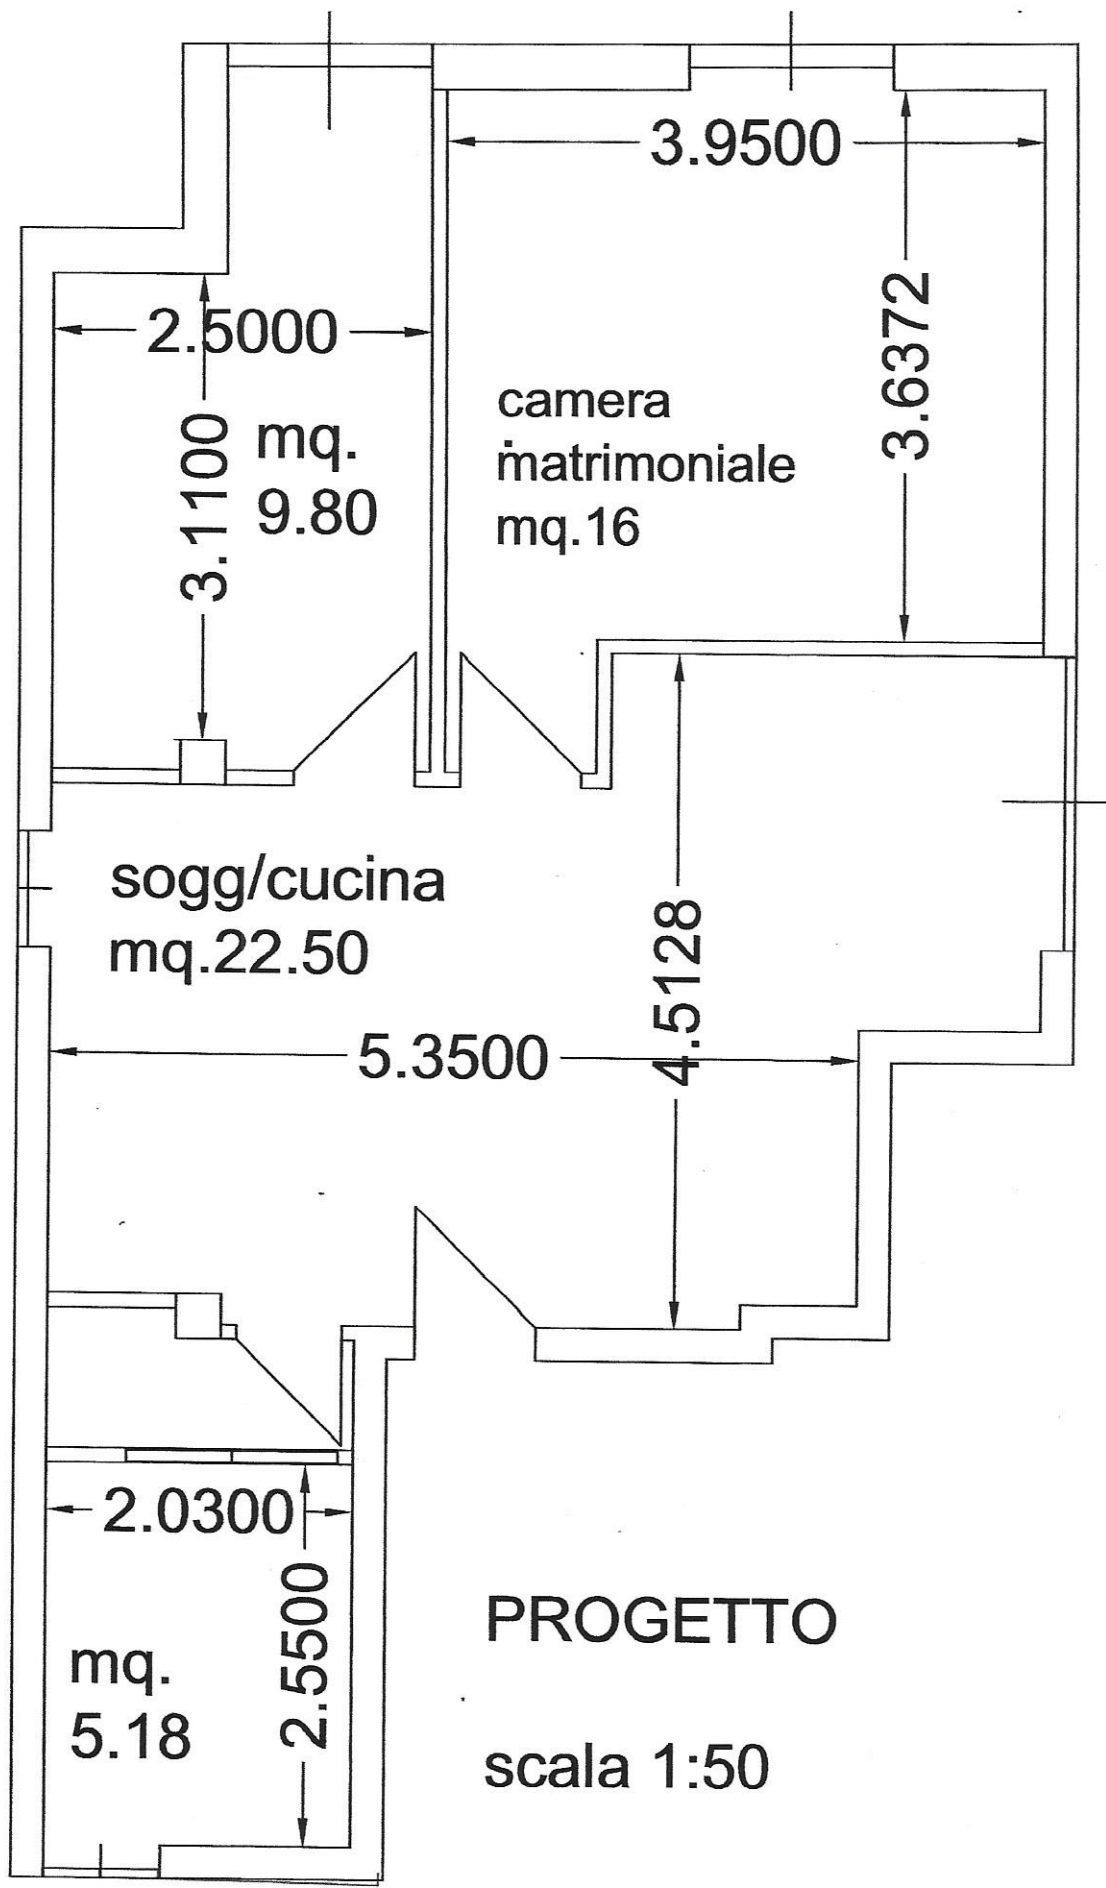 3.9500
2.5000
3.6372
3.1100
mq.
9.80
camera
matrimoniale
mq.16
sogg/cucina
mq.22.50
4.5128
5.3500
2.0300
2.5500
mq.
5.18
PROGETTO
scala 1:50